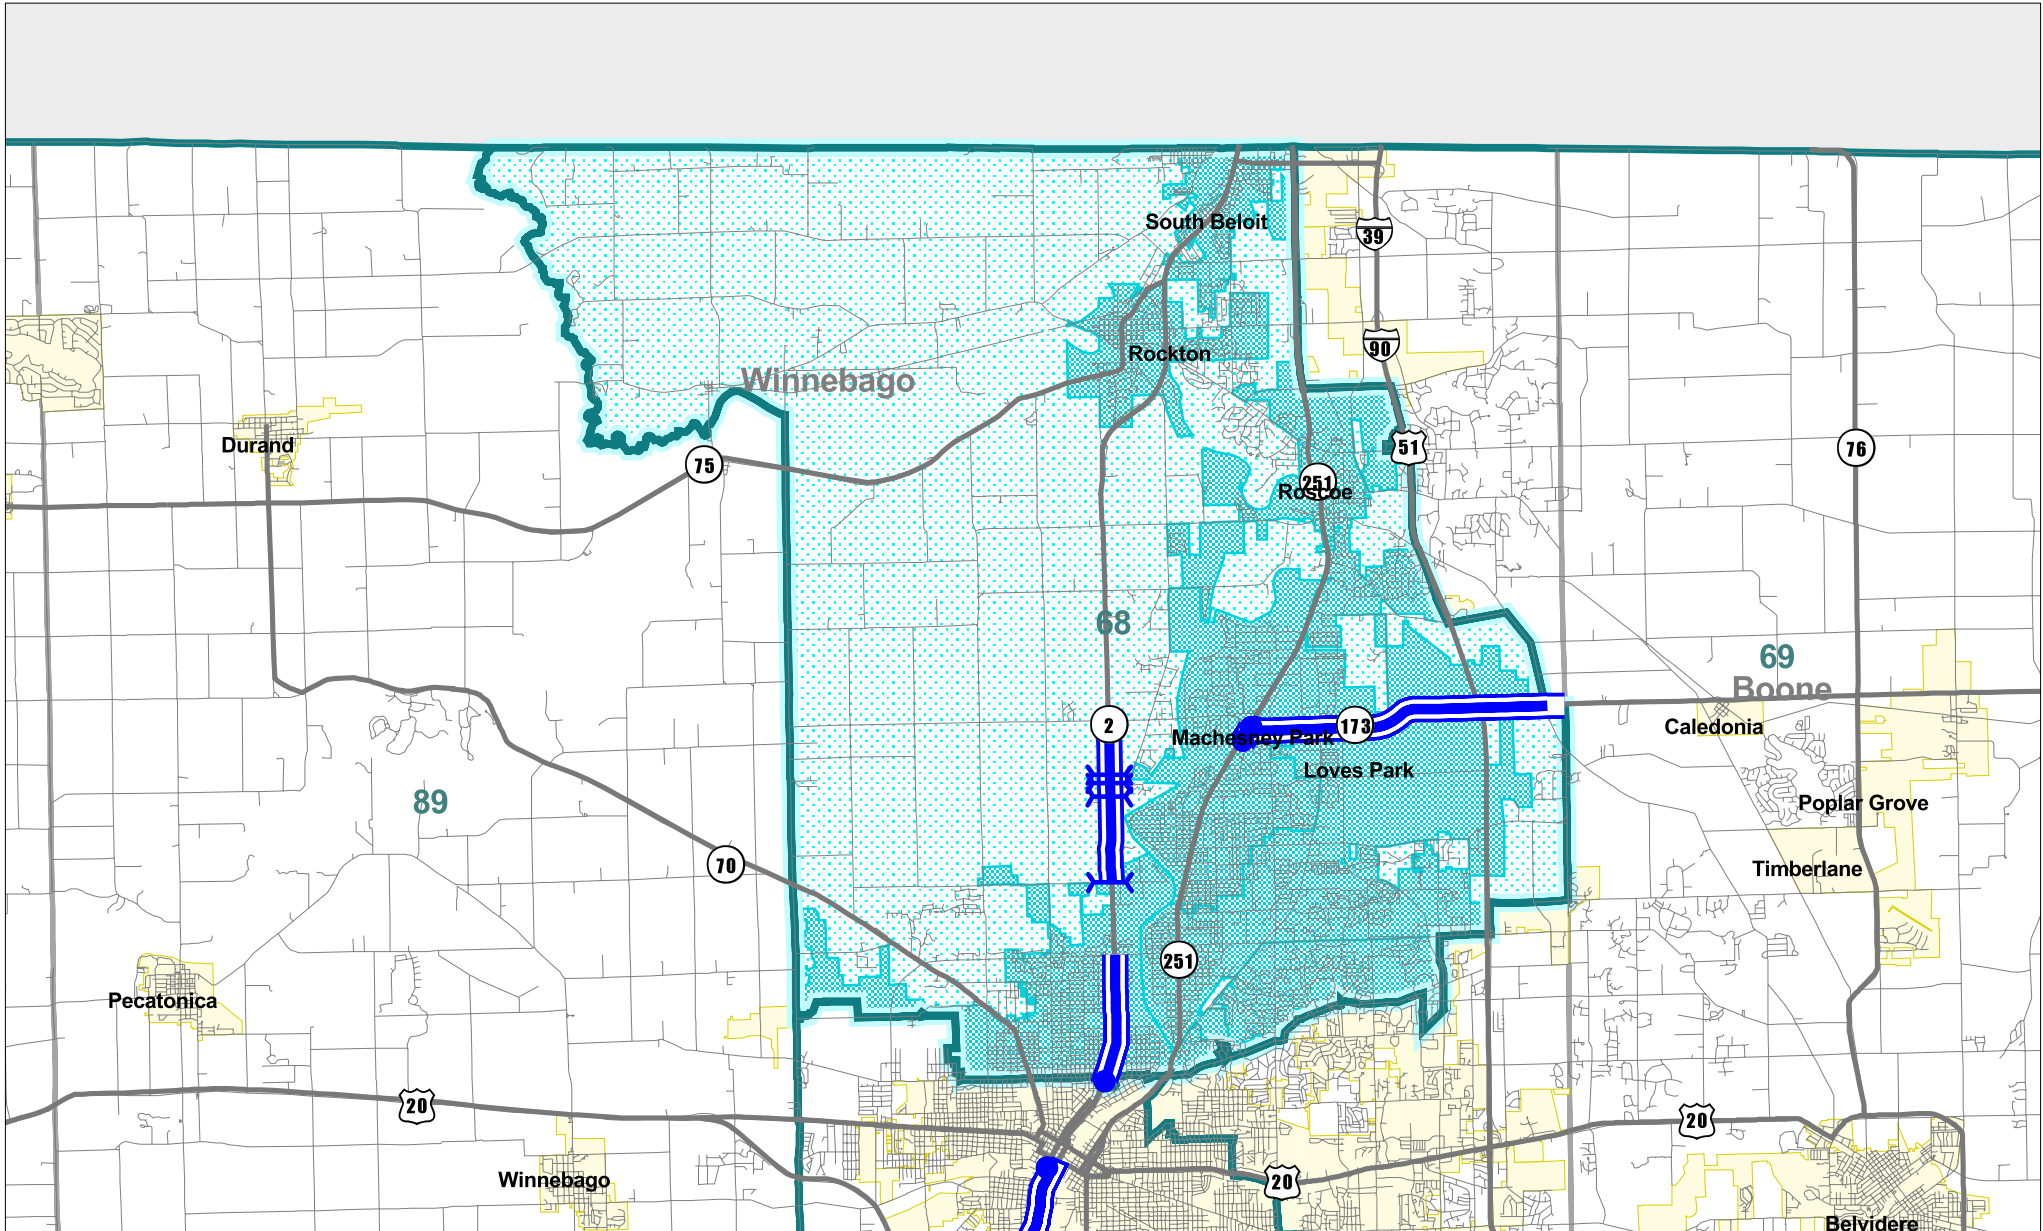 South Beloit
39
90
Rockton
Winnebago
Durand
75
51
76
251
Roscoe
68
69
Boone
2
173
Machesney Park
Caledonia
Loves Park
89
Poplar Grove
70
Timberlane
251
Pecatonica
20
20
Winnebago
20
Belvidere